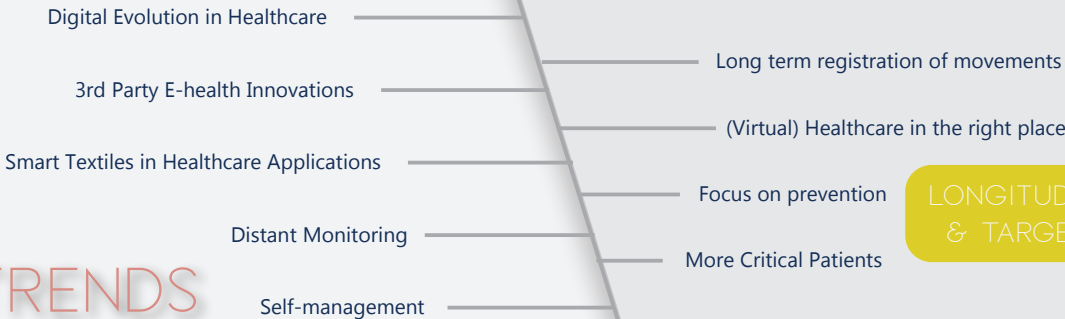 Digital Evolution in Healthcare
Long term registration of movements
3rd Party E-health Innovations
(Virtual) Healthcare in the right place
Smart Textiles in Healthcare Applications
Focus on prevention
Distant Monitoring
More Critical Patients
& 
TRENDS
Self-management